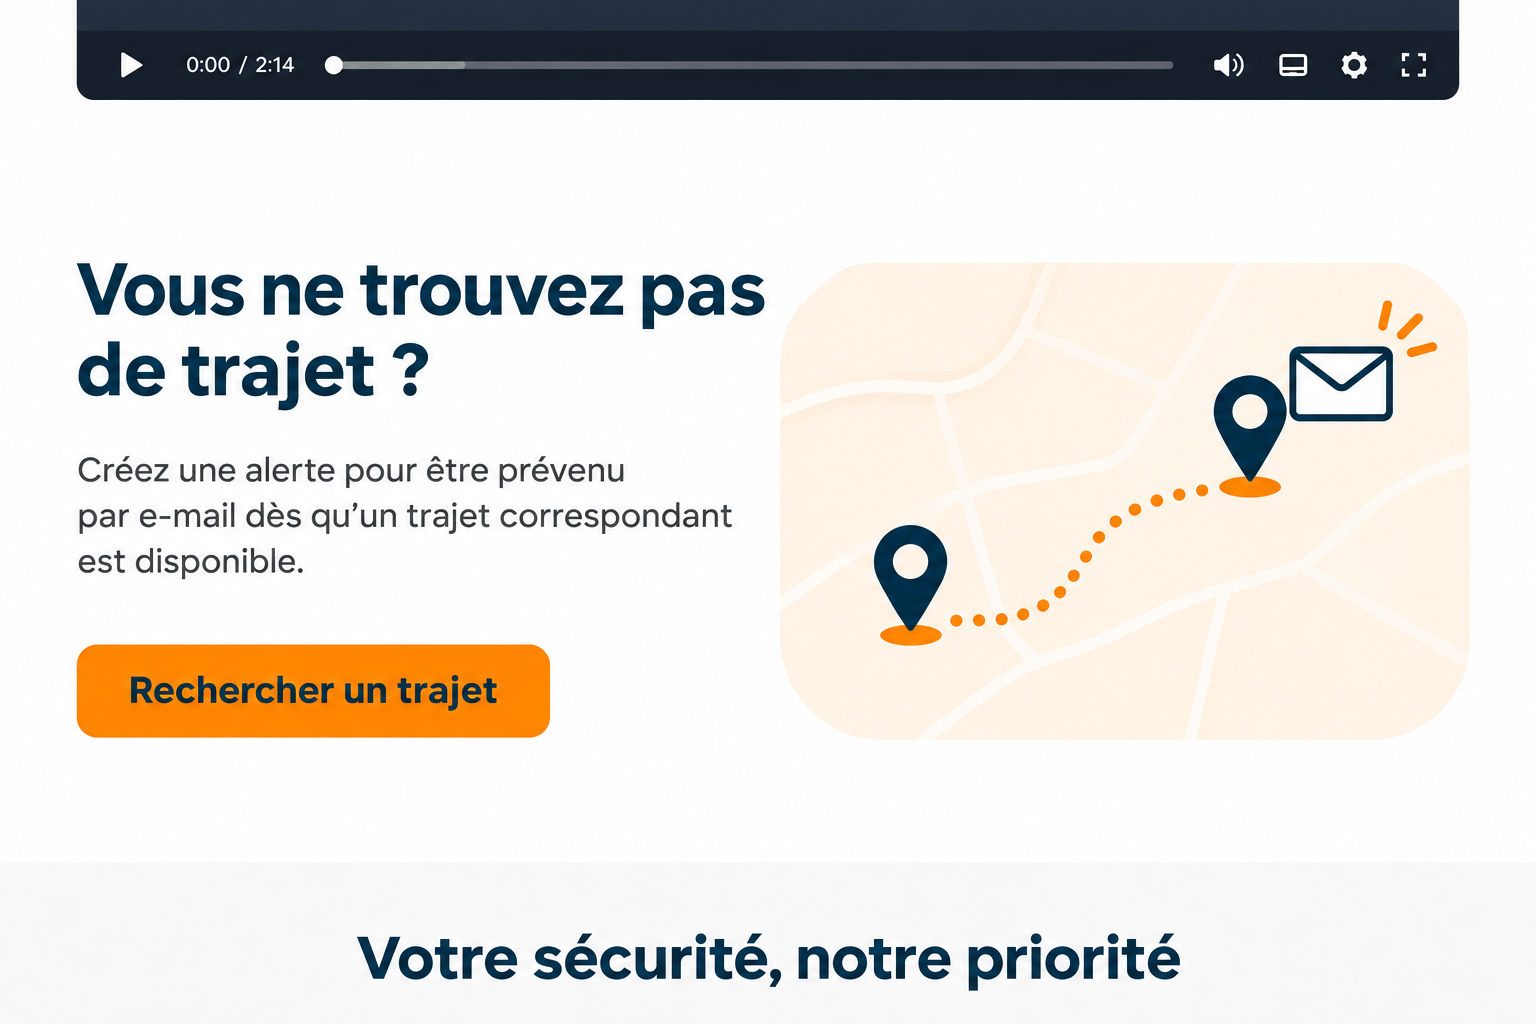 0:00 / 2:14
Vous ne trouvez pas
de trajet ?
Créez une alerte pour être prévenu
par e-mail dès qu’un trajet correspondant
est disponible.
Rechercher un trajet
Votre sécurité, notre priorité